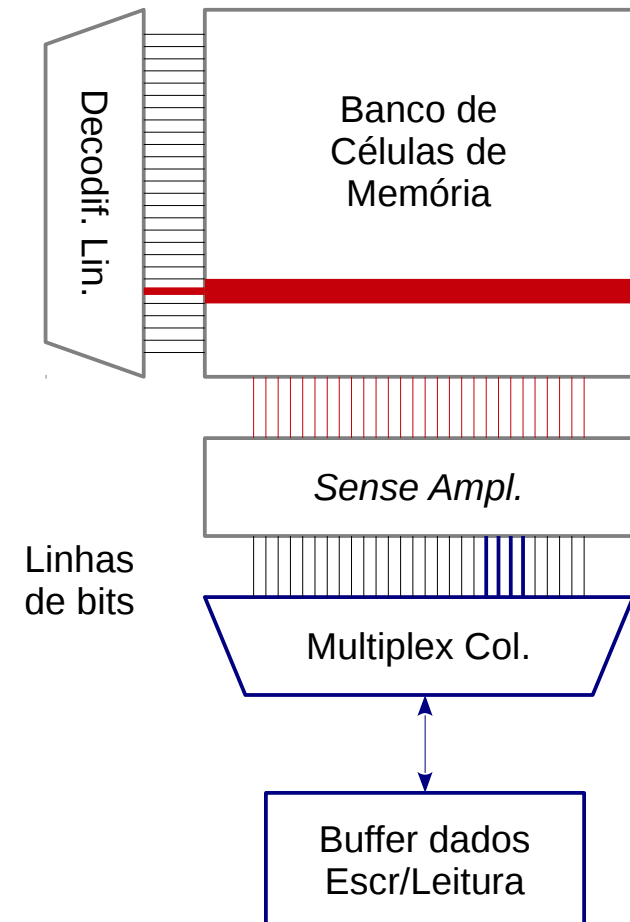 Decodif. Lin.
Banco de
Células de
Memória
Sense Ampl.
Linhas
de bits
Multiplex Col.
Buffer dados
Escr/Leitura